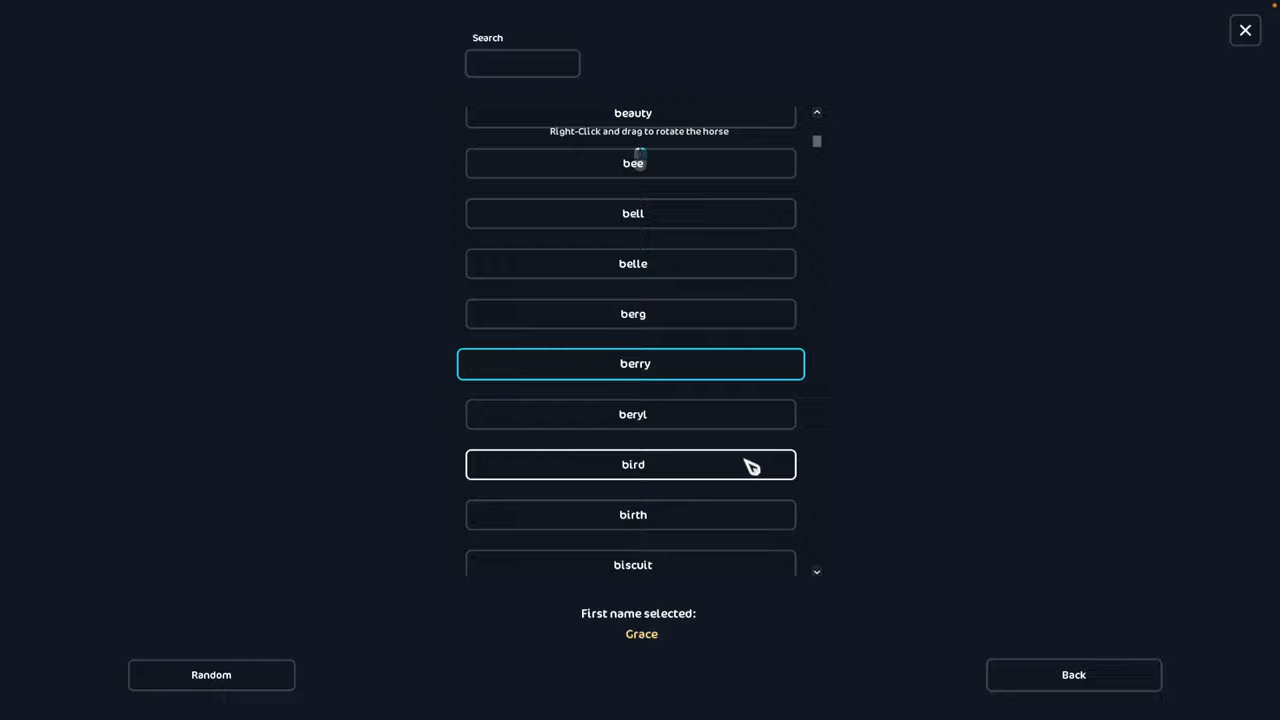 Search
beauty
Right-Click and drag to rotate the horse
bee
bell
belle
berg
berry
beryl
bird
birth
biscuit
First name selected:
Grace
Random
Back